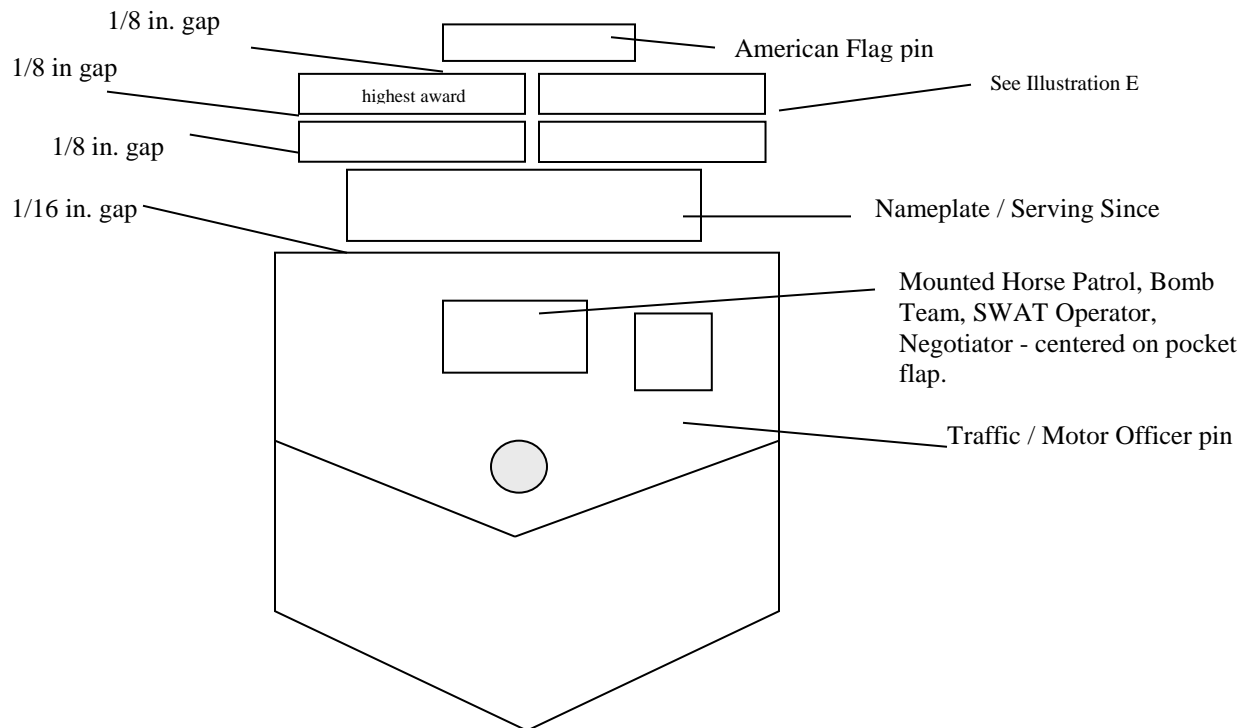 1/8 in. gap
American Flag pin
1/8 in gap
See Illustration E
highest award
1/8 in. gap
1/16 in. gap
Nameplate / Serving Since
Mounted Horse Patrol, Bomb
Team, SWAT Operator,
Negotiator - centered on pocket
flap.
Traffic / Motor Officer pin